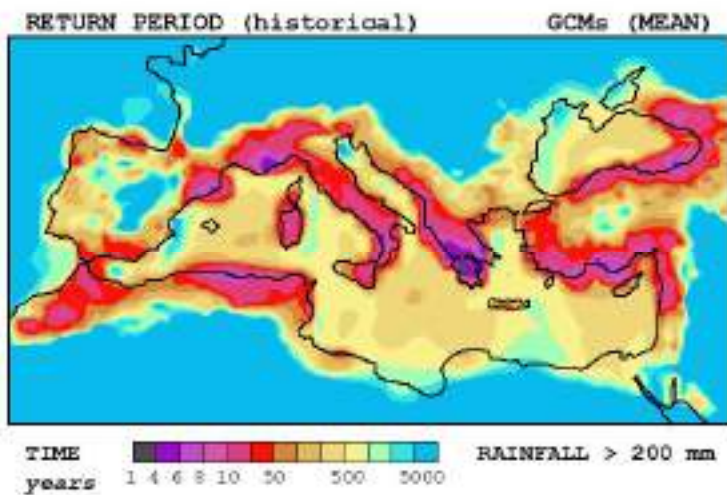 RETURN PERIOD (historical) GCMs (MEAN)
TIME 1 4 6 8 10 50 500 5000 RAINFALL > 200 mm
years